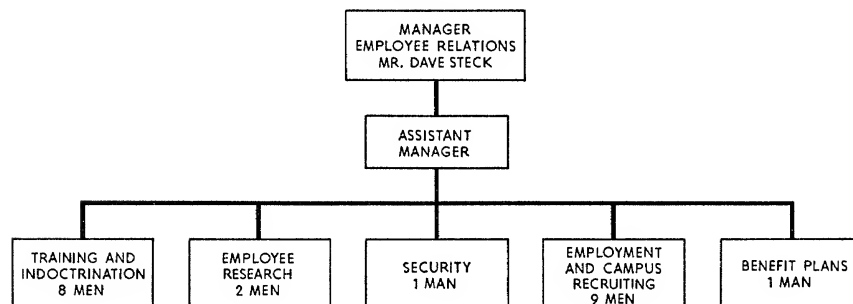 MANAGER
EMPLOYEE RELATIONS
MR. DAVE STECK
ASSISTANT
MANAGER
TRAINING AND
INDOCTRINATION
8 MEN
EMPLOYEE
RESEARCH
2 MEN
SECURITY
1 MAN
EMPLOYMENT
AND CAMPUS
RECRUITING
9 MEN
BENEFIT PLANS
1 MAN